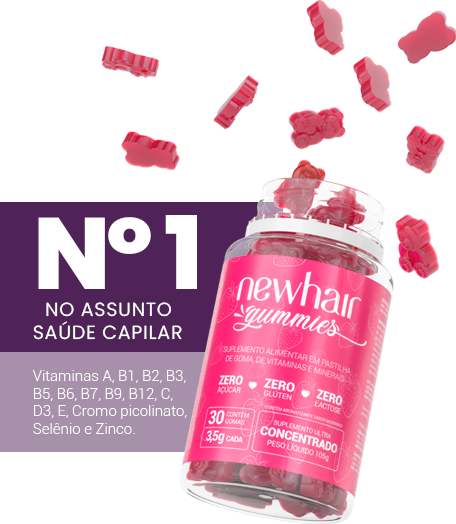 Nº 1
NO ASSUNTO
SAÚDE CAPILAR
Vitaminas A, B1, B2, B3,
B5, B6, B7, B9, B12, C,
D3, E, Cromo picolinato,
Selênio e Zinco.
newhair
gummies
SUPLEMENTO ALIMENTAR EM PASTILHA
DE GOMA, DE VITAMINAS E MINERAIS
ZERO AÇÚCAR
ZERO GLÚTEN
ZERO LACTOSE
30 CONTÉM GOMAS
3,5g CADA
SUPLEMENTO ULTRA
CONCENTRADO
PESO LÍQUIDO 105g